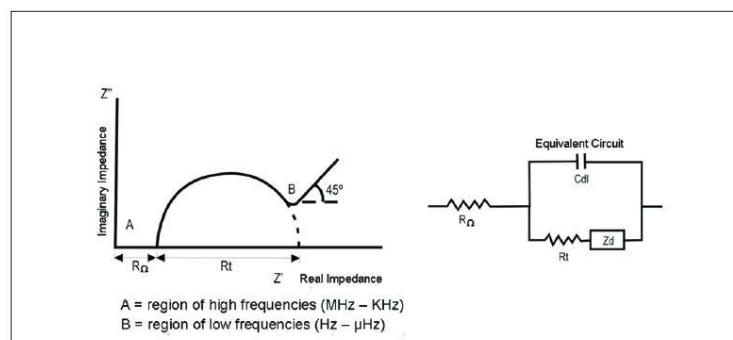 Z"
Imaginary Impedance
A
B
45°
RΩ
Rt
Z'
Real Impedance
A = region of high frequencies (MHz – KHz)
B = region of low frequencies (Hz – μHz)
Equivalent Circuit
Cdl
RΩ
Rt
Zd